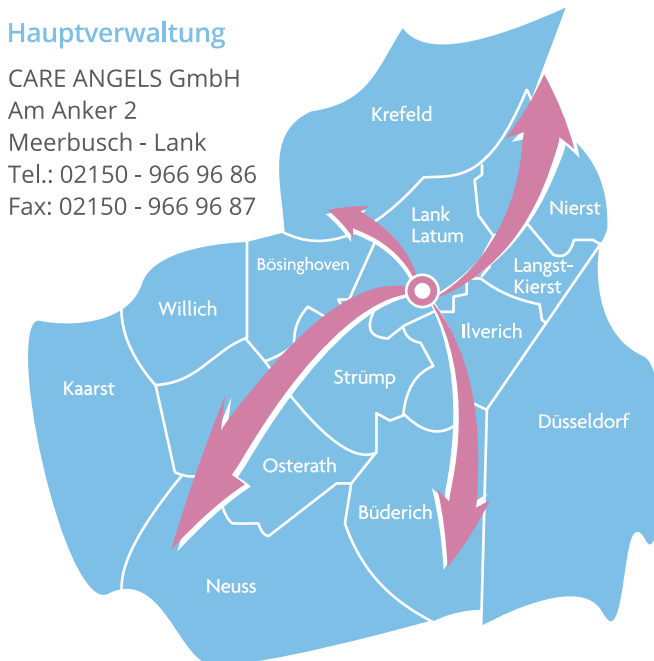 Hauptverwaltung
CARE ANGELS GmbH
Am Anker 2
Meerbusch - Lank
Tel.: 02150 - 966 96 86
Fax: 02150 - 966 96 87
Krefeld
Nierst
Lank
Latum
Bösinghoven
Langst-
Kierst
Willich
Ilverich
Strümp
Kaarst
Düsseldorf
Osterath
Büderich
Neuss